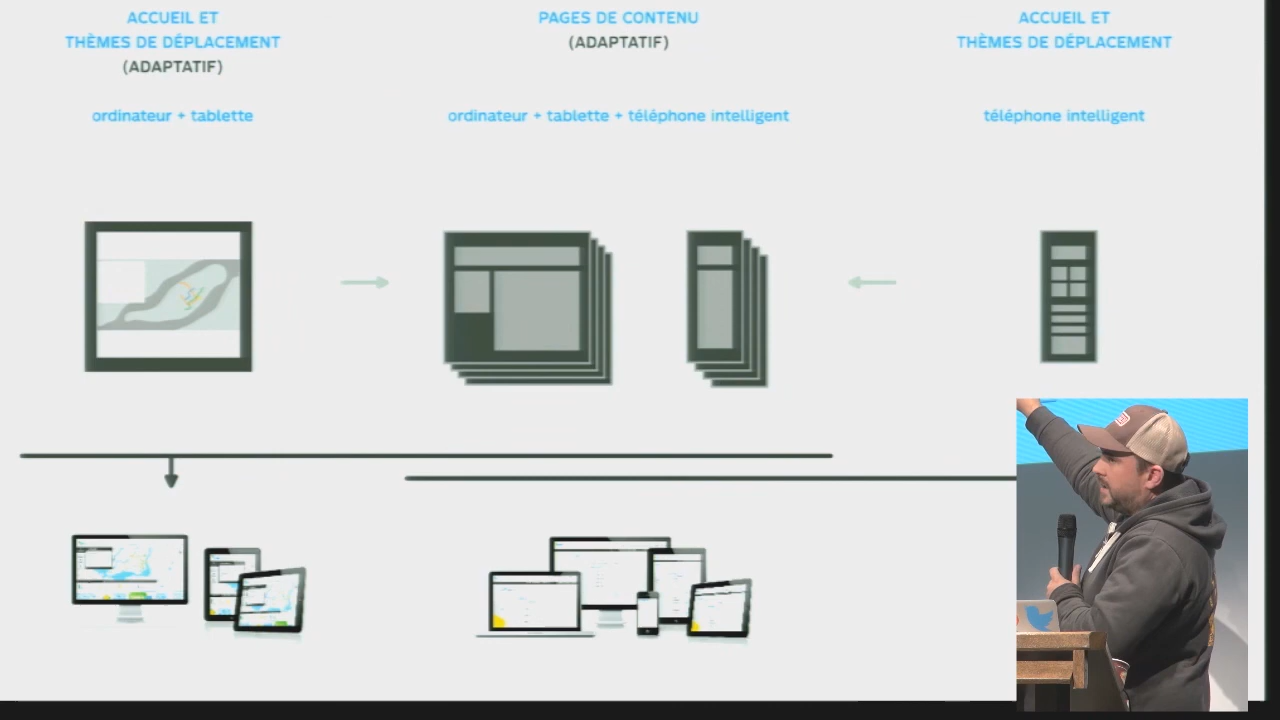 ACCUEIL ET
THÈMES DE DÉPLACEMENT
(ADAPTATIF)
ordinateur + tablette
PAGES DE CONTENU
(ADAPTATIF)
ordinateur + tablette + téléphone intelligent
ACCUEIL ET
THÈMES DE DÉPLACEMENT
téléphone intelligent